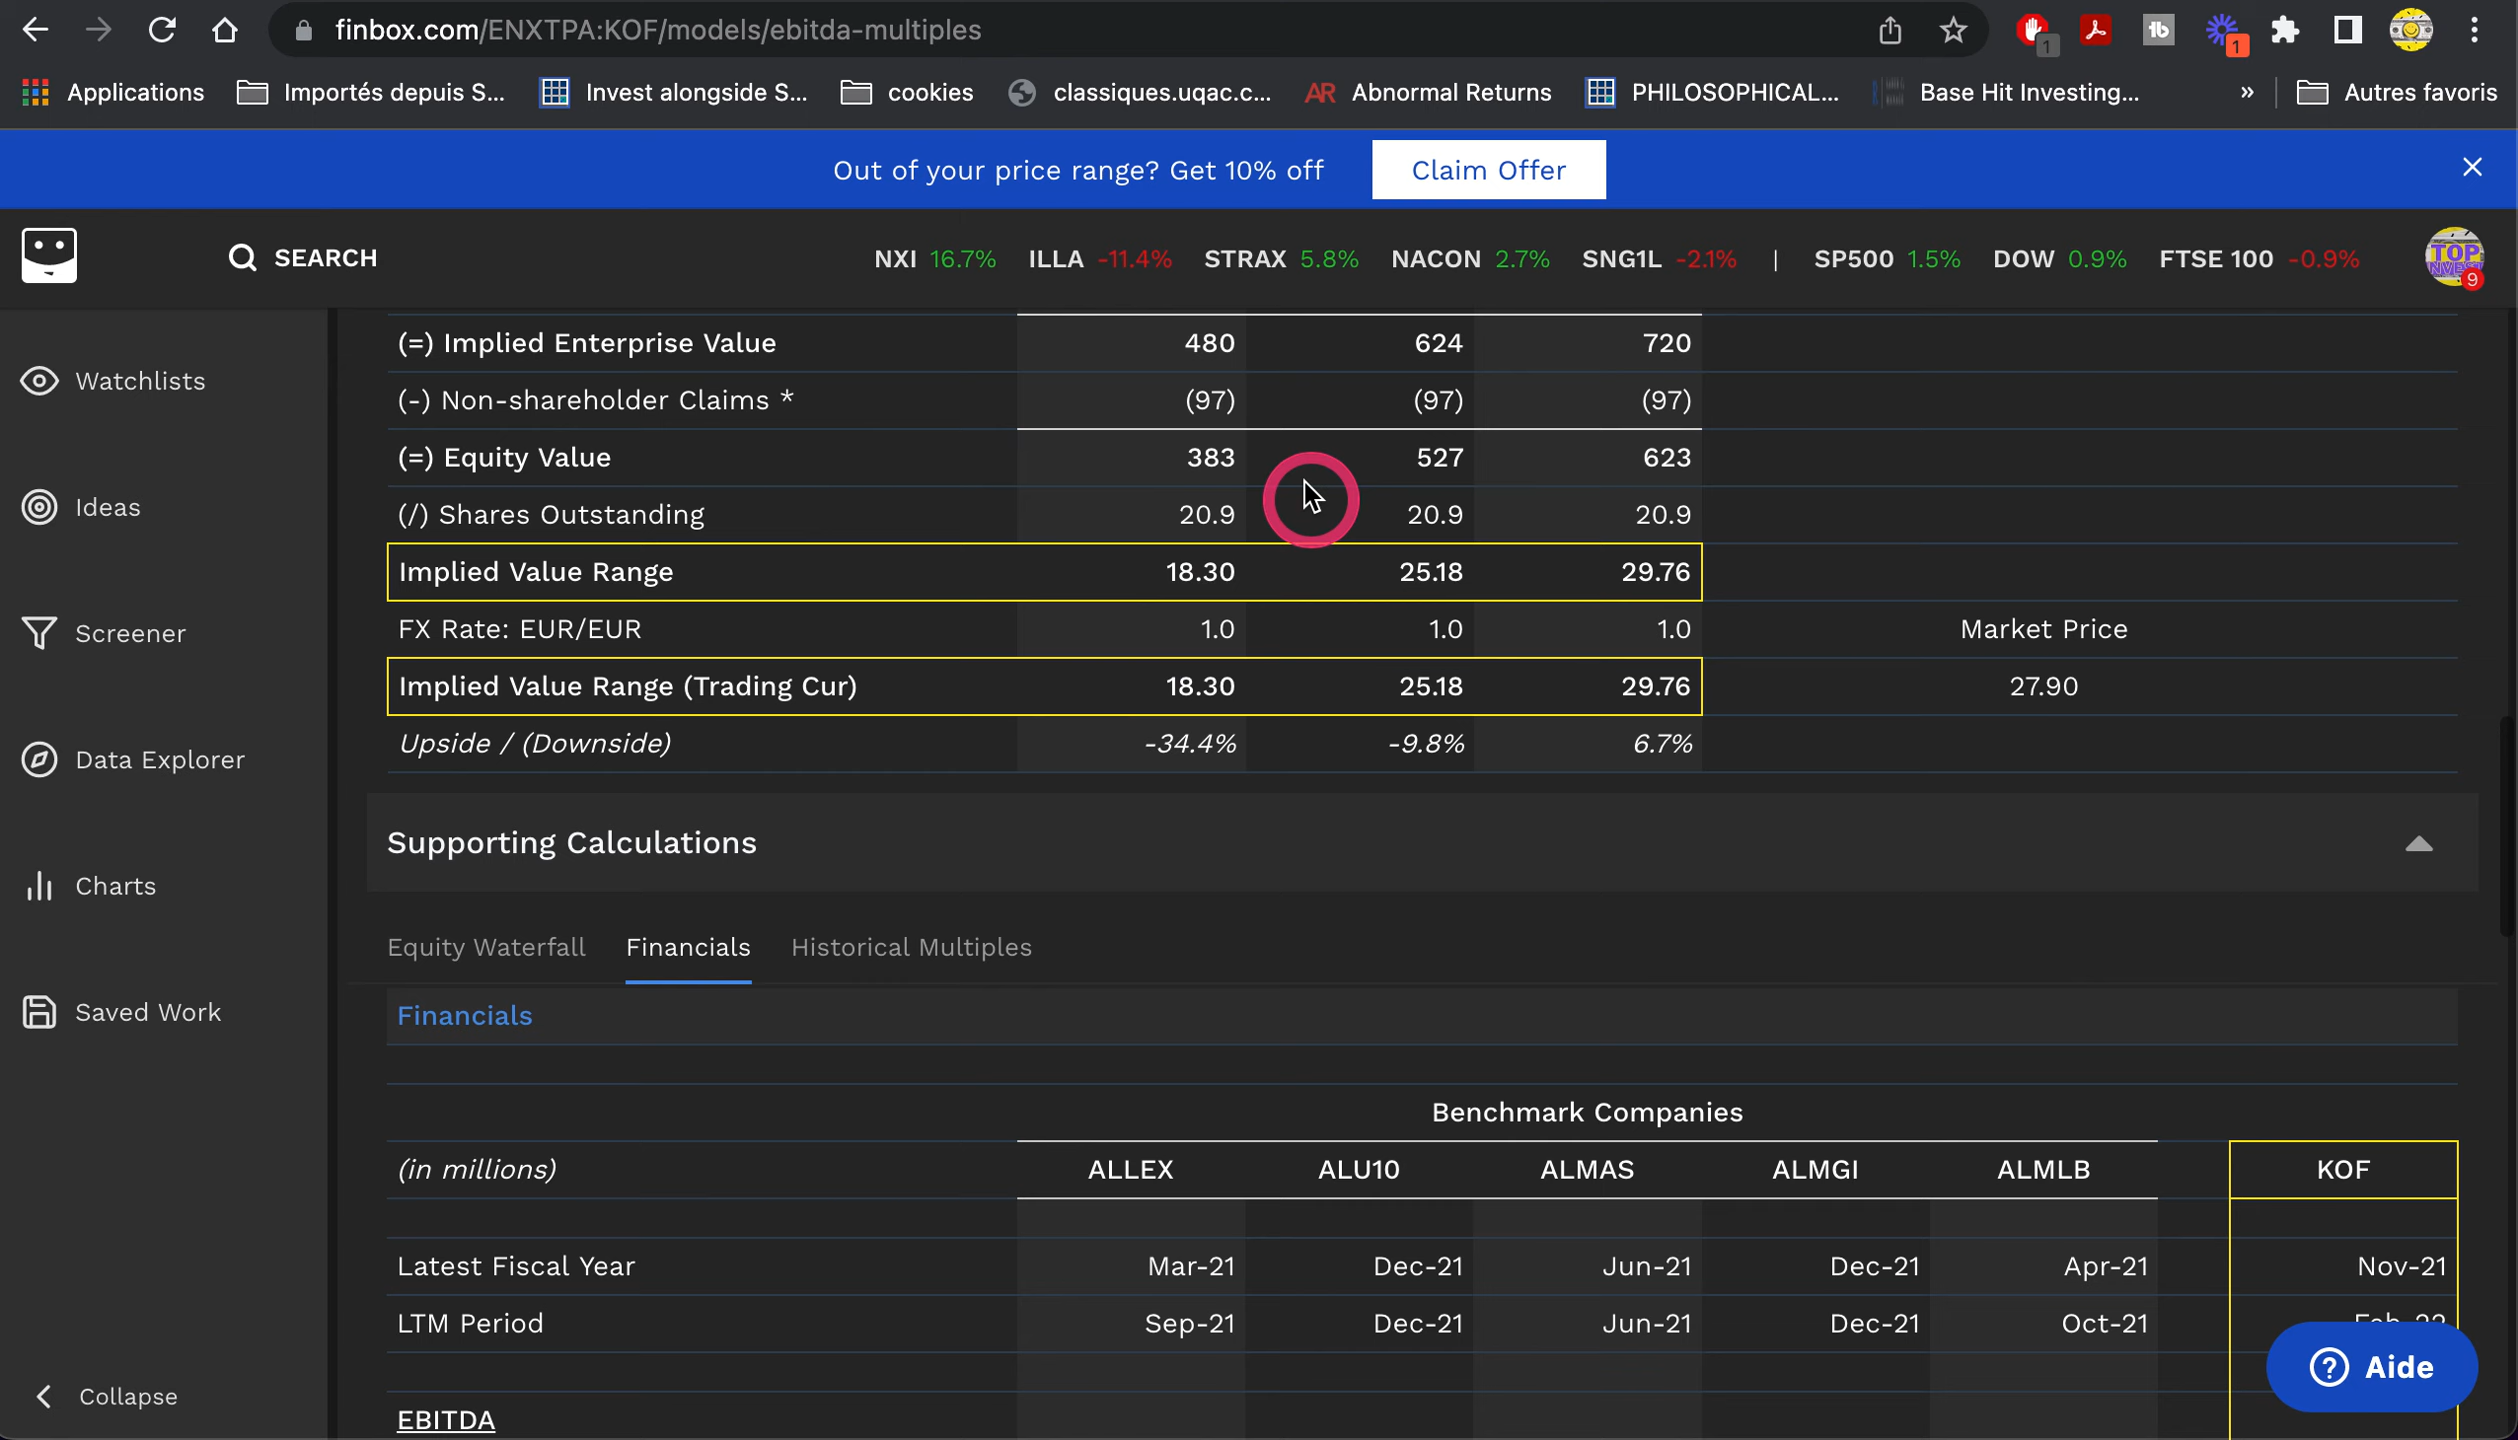 finbox.com/ENXTPA:KOF/models/ebitda-multiples 1 1
Applications Importés depuis S... Invest alongside S... cookies classiques.uqac.c... AR Abnormal Returns PHILOSOPHICAL... Base Hit Investing... » Autres favoris
Out of your price range? Get 10% off Claim Offer
SEARCH NXI 16.7% ILLA -11.4% STRAX 5.8% NACON 2.7% SNG1L -2.1% | SP500 1.5% DOW 0.9% FTSE 100 -0.9% TOP INVEST 9
Watchlists
Ideas
Screener
Data Explorer
Charts
Saved Work
Collapse
(=) Implied Enterprise Value 480 624 720
(-) Non-shareholder Claims * (97) (97) (97)
(=) Equity Value 383 527 623
(/) Shares Outstanding 20.9 20.9 20.9
Implied Value Range 18.30 25.18 29.76
FX Rate: EUR/EUR 1.0 1.0 1.0 Market Price
Implied Value Range (Trading Cur) 18.30 25.18 29.76 27.90
Upside / (Downside) -34.4% -9.8% 6.7%
Supporting Calculations
Equity Waterfall Financials Historical Multiples
Financials
Benchmark Companies
(in millions) ALLEX ALU10 ALMAS ALMGI ALMLB KOF
Latest Fiscal Year Mar-21 Dec-21 Jun-21 Dec-21 Apr-21 Nov-21
LTM Period Sep-21 Dec-21 Jun-21 Dec-21 Oct-21 Feb-22
EBITDA
Aide